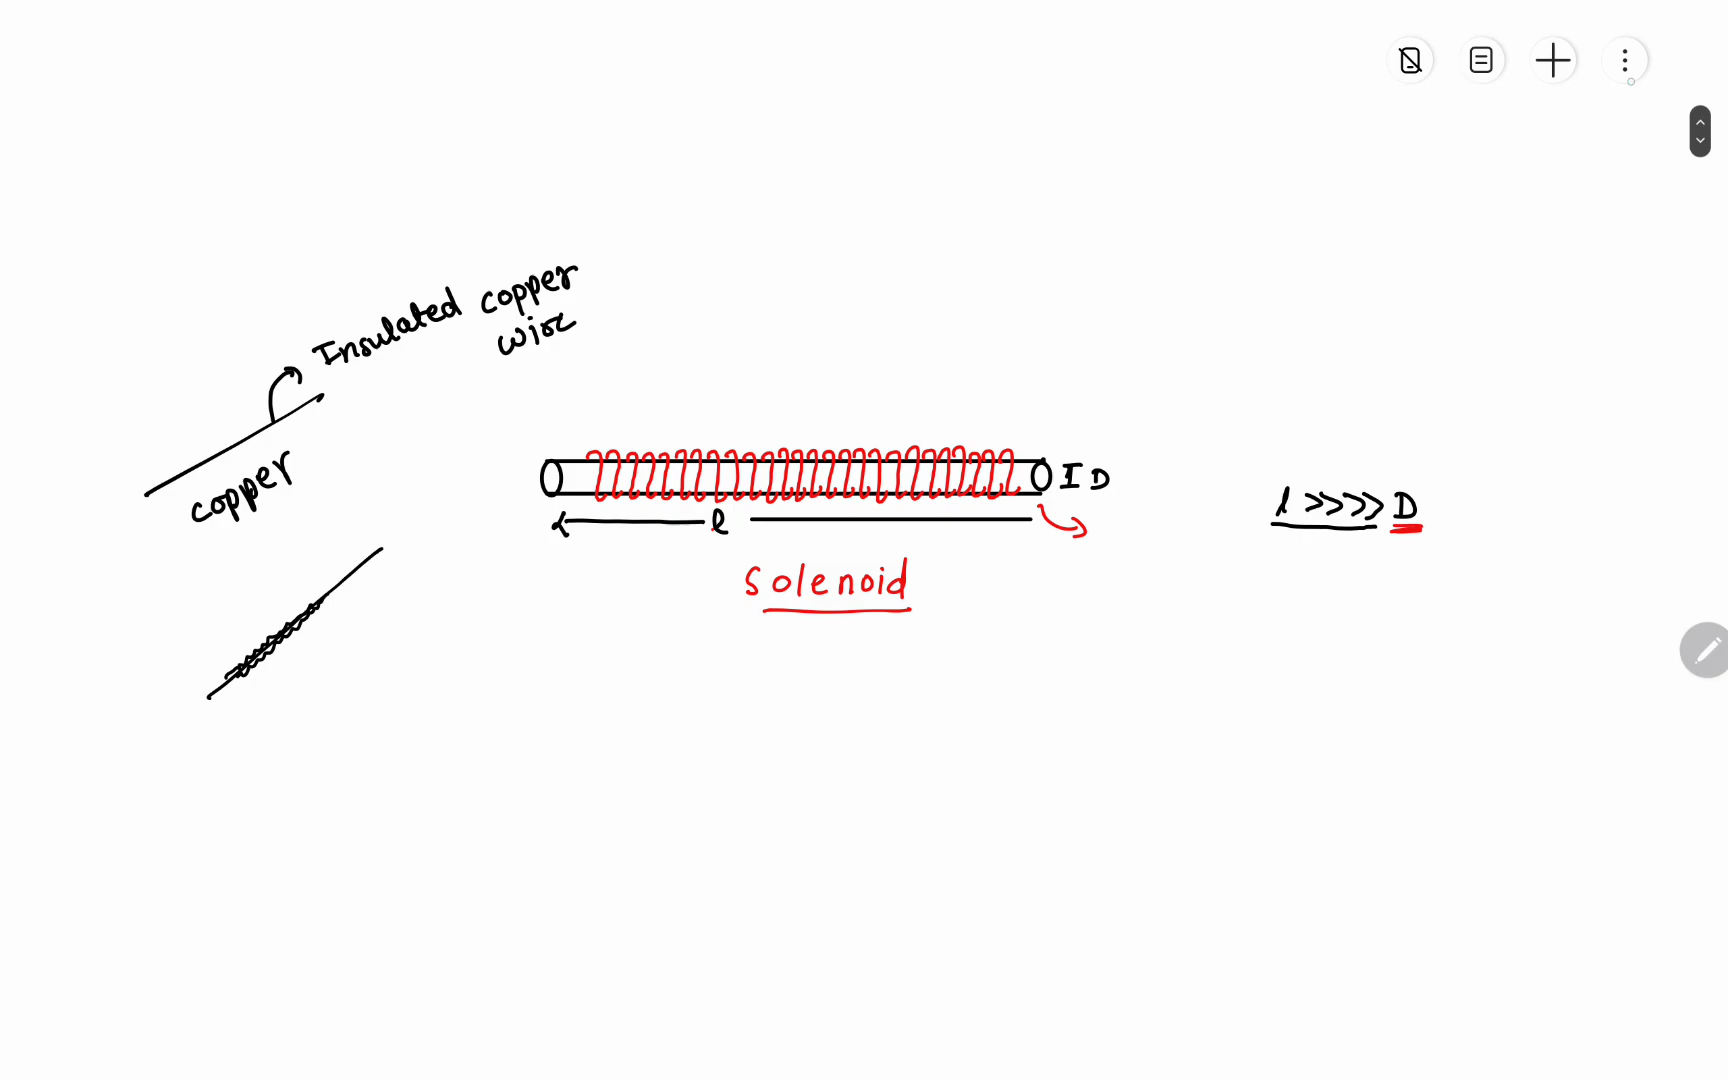 Insulated copper
wire
copper
D
l
l >>>> D
Solenoid